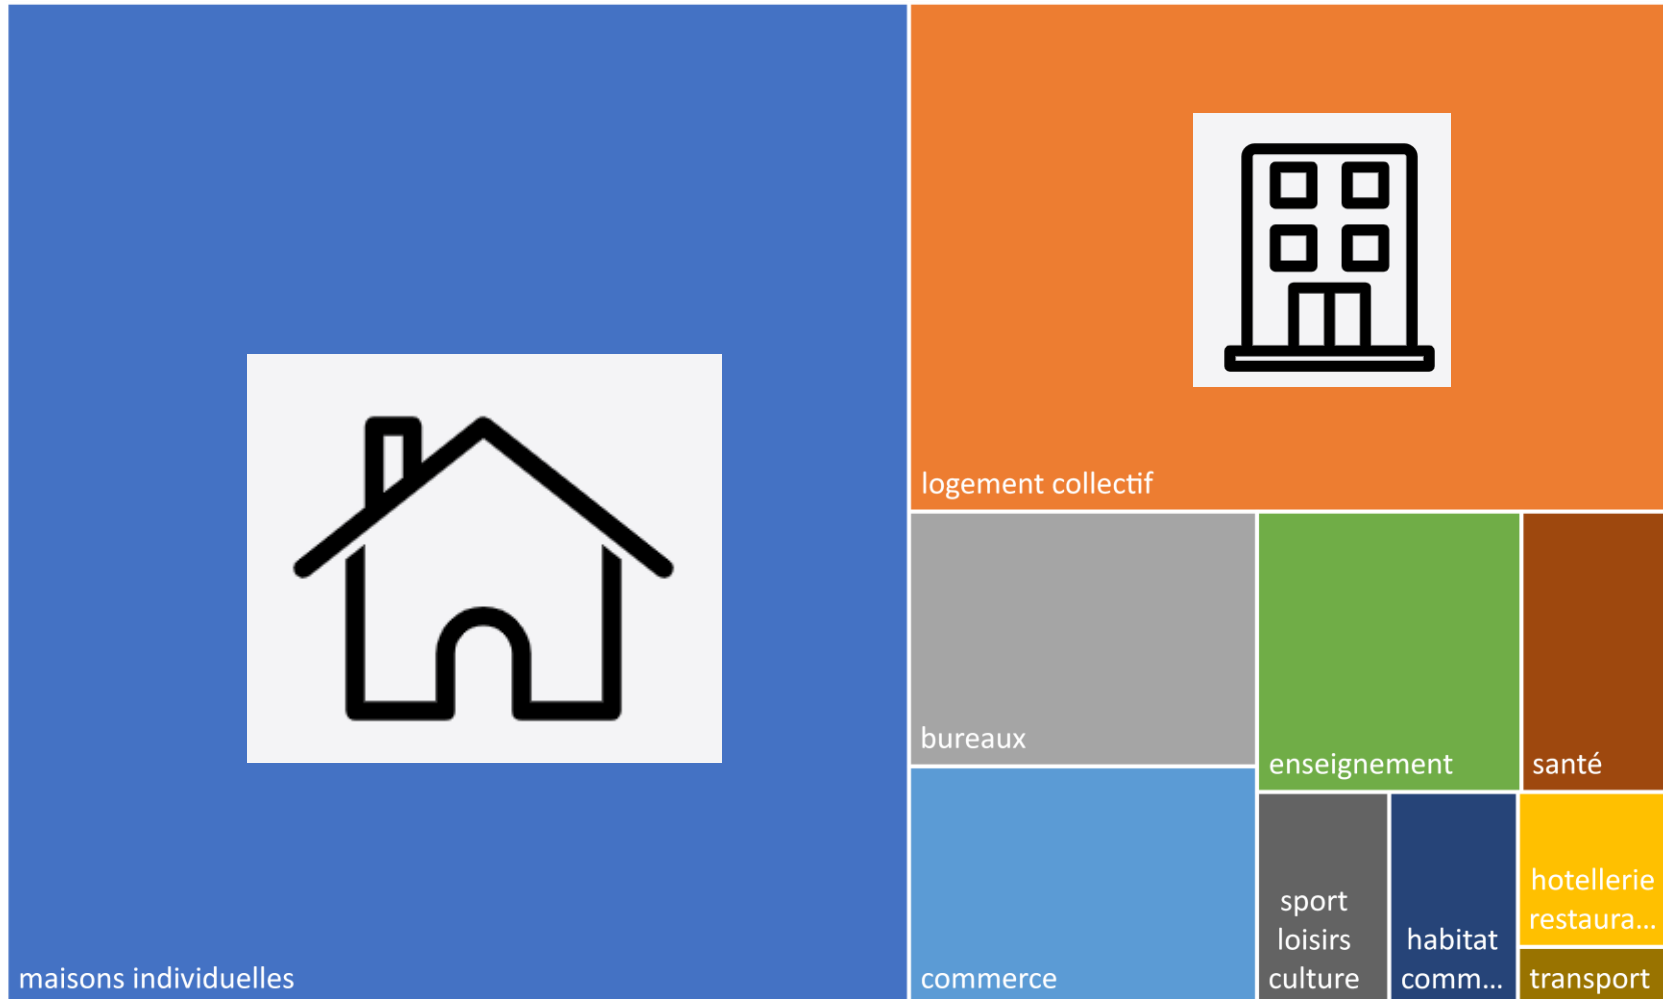 maisons individuelles
logement collectif
bureaux
enseignement
santé
commerce
sport
loisirs
culture
habitat
comm...
hotellerie
restaura...
transport